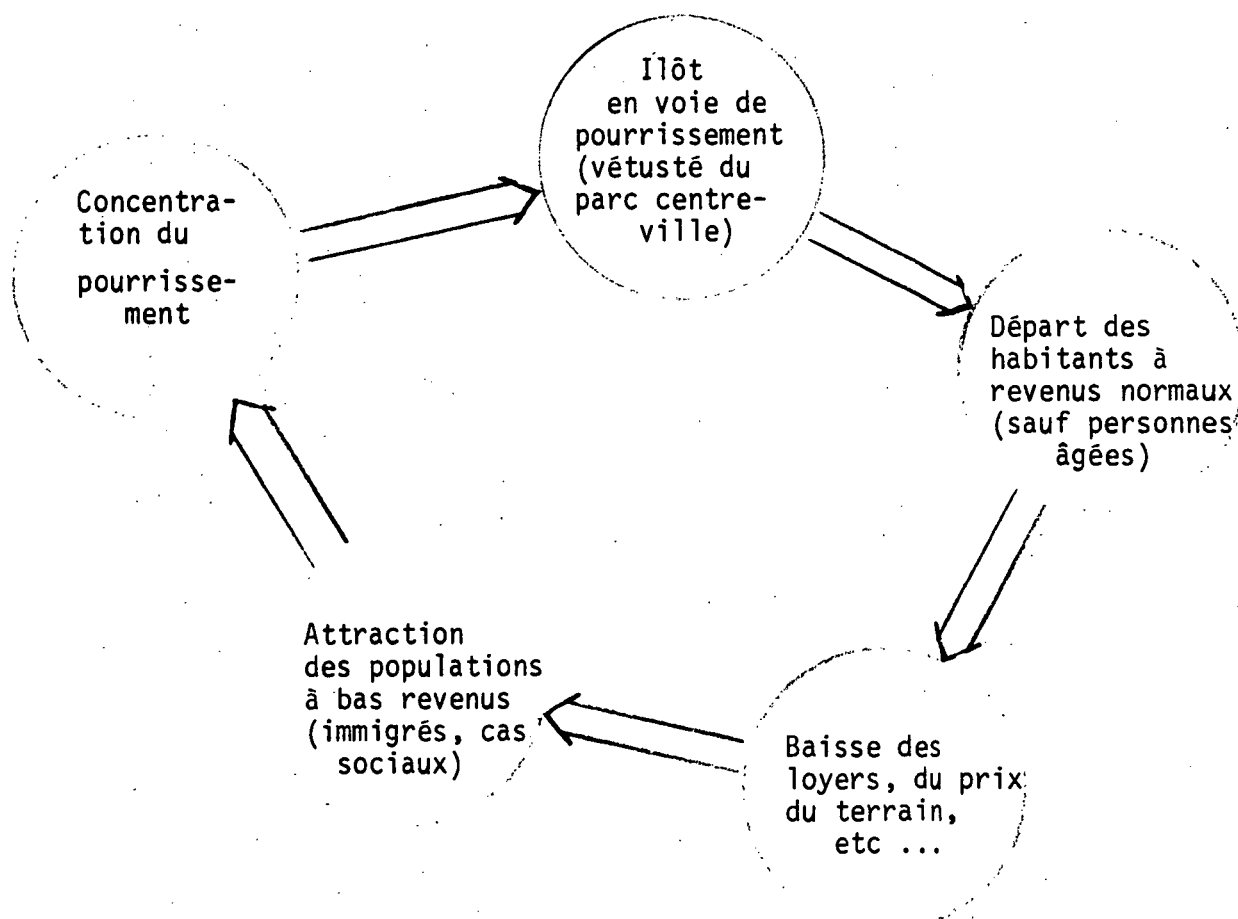 Ilôt
en voie de
pourrissement
(vétusté du
parc centre-
ville)
Départ des
habitants à
revenus normaux
(sauf personnes
âgées)
Baisse des
loyers, du prix
du terrain,
etc ...
Attraction
des populations
à bas revenus
(immigrés, cas
sociaux)
Concentra-
tion du
pourrisse-
ment